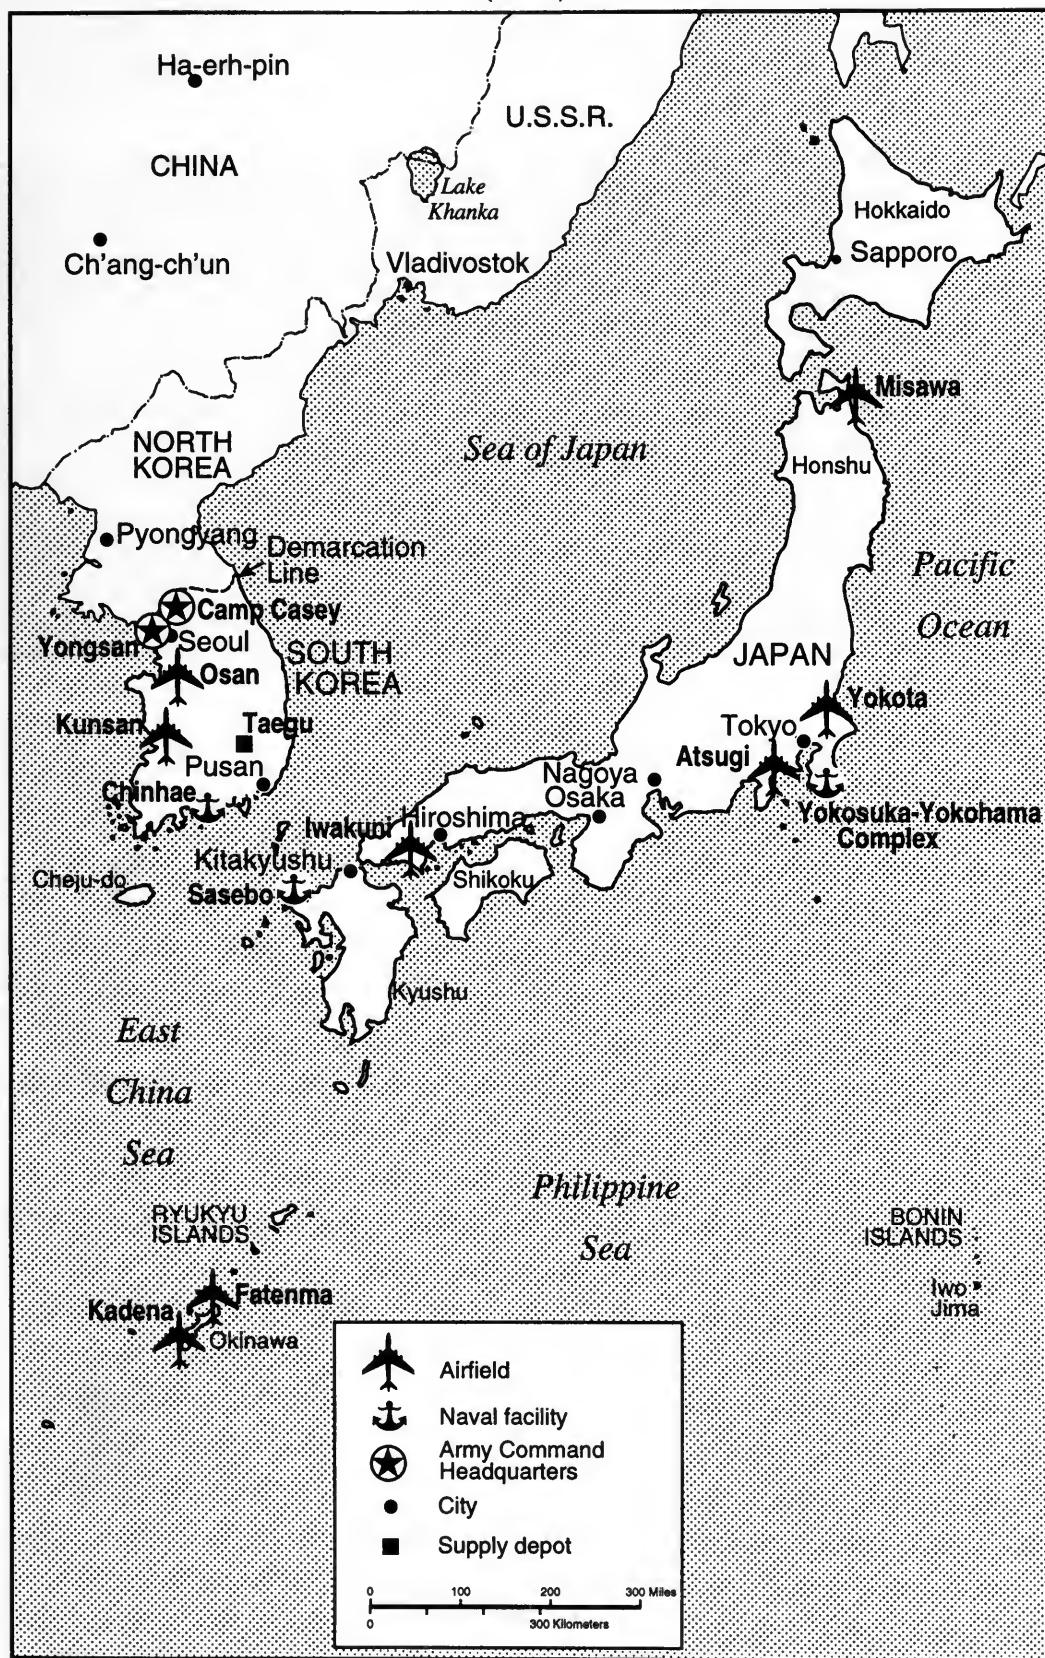 Ha-erh-pin
U.S.S.R.
CHINA
Lake
Khanka
Hokkaido
Ch'ang-ch'un
Vladivostok
Sapporo
Misawa
NORTH
KOREA
Sea of Japan
Honshu
Pyongyang
Demarcation
Line
Pacific
Ocean
Camp Casey
Yongsan
Seoul
SOUTH
KOREA
JAPAN
Osan
Yokota
Kunsan
Taegu
Tokyo
Atsugi
Pusan
Nagoya
Osaka
Chinhae
Yokosuka-Yokohama
Complex
Iwakuni
Hiroshima
Kitakyushu
Cheju-do
Sasebo
Shikoku
Kyushu
East
China
Sea
Philippine
Sea
RYUKYU
ISLANDS
BONIN
ISLANDS
Iwo
Jima
Fatenma
Kadena
Okinawa
Airfield
Naval facility
Army Command
Headquarters
City
Supply depot
0 100 200 300 Miles
0 300 Kilometers